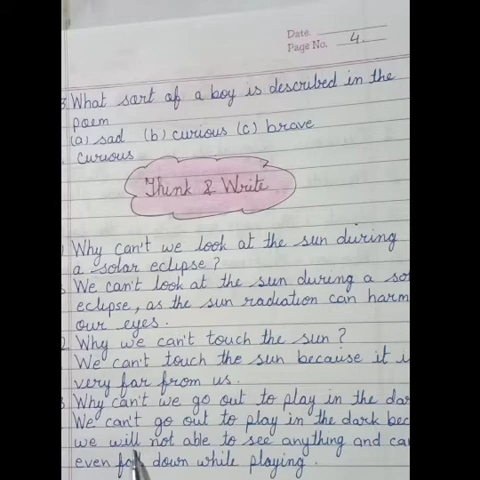 Date.
Page No. 4.
3. What sort of a boy is described in the
poem
(a) sad (b) curious (c) brave
curious
Think & Write
Why can't we look at the sun during
a solar eclipse?
We can't look at the sun during a
eclipse, as the sun radiation can harm
our eyes.
Why we can't touch the sun?
We can't touch the sun because it
very far from us.
Why can't we go out to play in the
We can't go out to play in the dark
we will not able to see anything and
even down while playing.